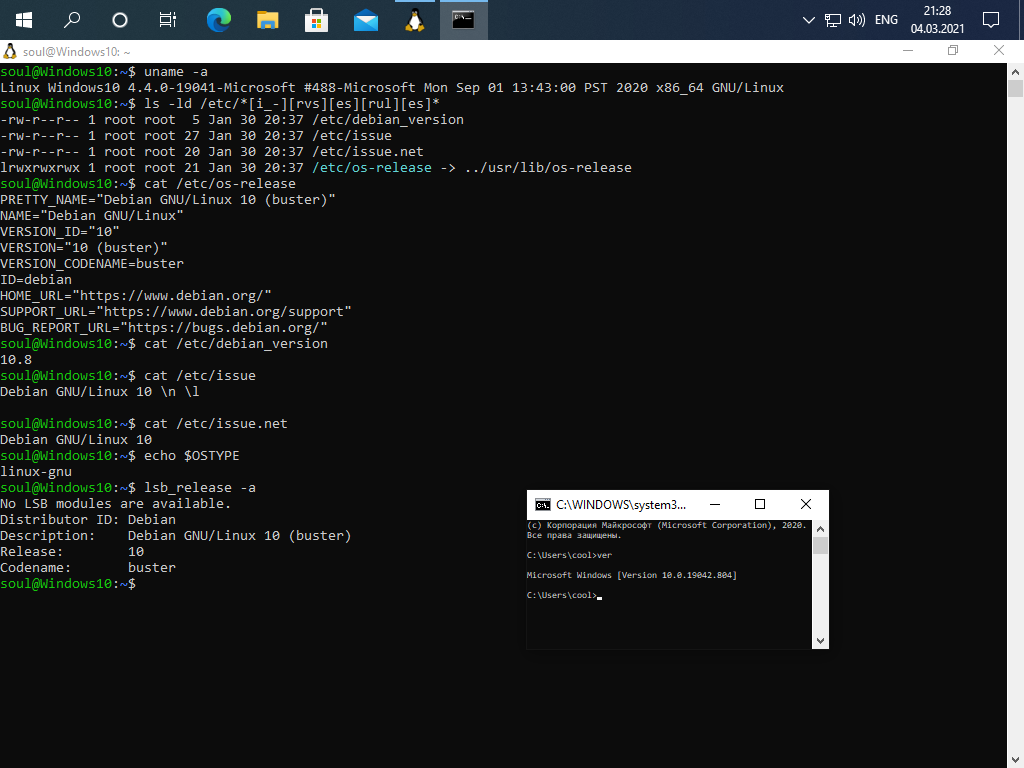 ENG
21:28
04.03.2021
soul@Windows10: ~
soul@Windows10:~$ uname -a
Linux Windows10 4.4.0-19041-Microsoft #488-Microsoft Mon Sep 01 13:43:00 PST 2020 x86_64 GNU/Linux
soul@Windows10:~$ ls -ld /etc/*[i_-][rvs][es][rul][es]*
-rw-r--r-- 1 root root  5 Jan 30 20:37 /etc/debian_version
-rw-r--r-- 1 root root 27 Jan 30 20:37 /etc/issue
-rw-r--r-- 1 root root 20 Jan 30 20:37 /etc/issue.net
lrwxrwxrwx 1 root root 21 Jan 30 20:37 /etc/os-release -> ../usr/lib/os-release
soul@Windows10:~$ cat /etc/os-release
PRETTY_NAME="Debian GNU/Linux 10 (buster)"
NAME="Debian GNU/Linux"
VERSION_ID="10"
VERSION="10 (buster)"
VERSION_CODENAME=buster
ID=debian
HOME_URL="https://www.debian.org/"
SUPPORT_URL="https://www.debian.org/support"
BUG_REPORT_URL="https://bugs.debian.org/"
soul@Windows10:~$ cat /etc/debian_version
10.8
soul@Windows10:~$ cat /etc/issue
Debian GNU/Linux 10 \n \l
soul@Windows10:~$ cat /etc/issue.net
Debian GNU/Linux 10
soul@Windows10:~$ echo $OSTYPE
linux-gnu
soul@Windows10:~$ lsb_release -a
No LSB modules are available.
Distributor ID: Debian
Description:    Debian GNU/Linux 10 (buster)
Release:        10
Codename:       buster
soul@Windows10:~$
C:\WINDOWS\system3...
(c) Корпорация Майкрософт (Microsoft Corporation), 2020.
Все права защищены.
C:\Users\cool>ver
Microsoft Windows [Version 10.0.19042.804]
C:\Users\cool>